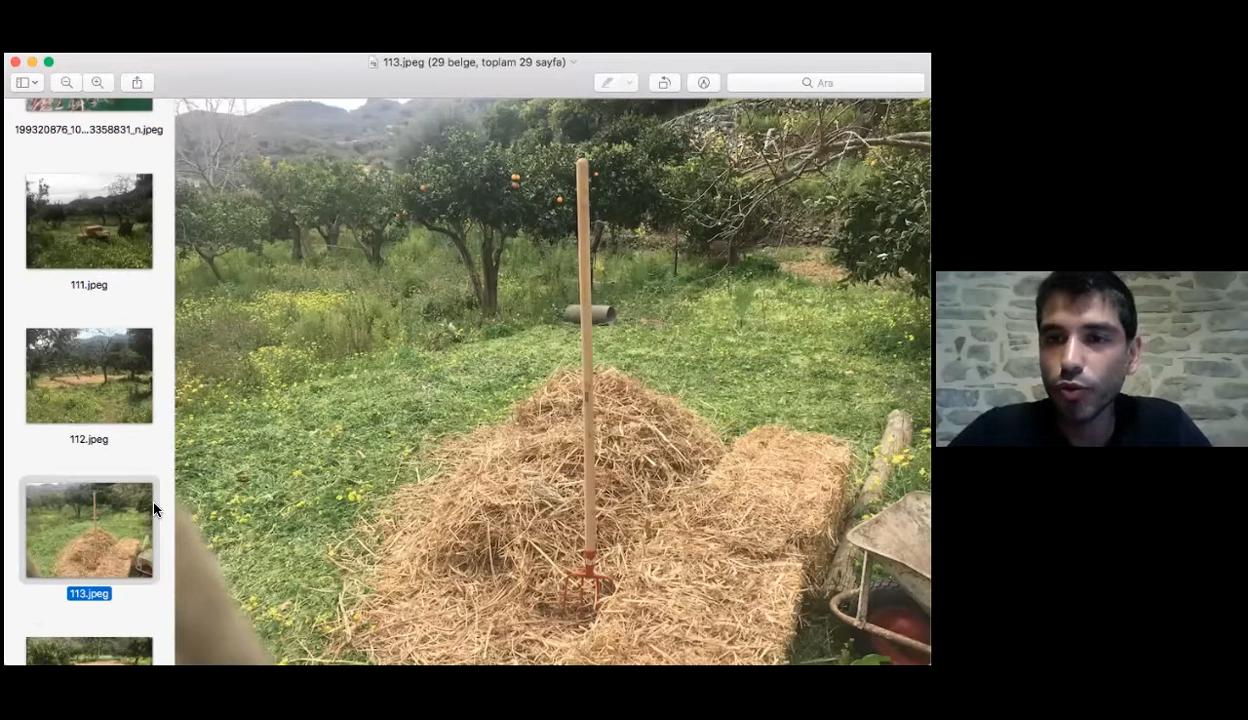 113.jpeg (29 belge, toplam 29 sayfa)
Ara
199320876_10...3358831_n.jpeg
111.jpeg
112.jpeg
113.jpeg